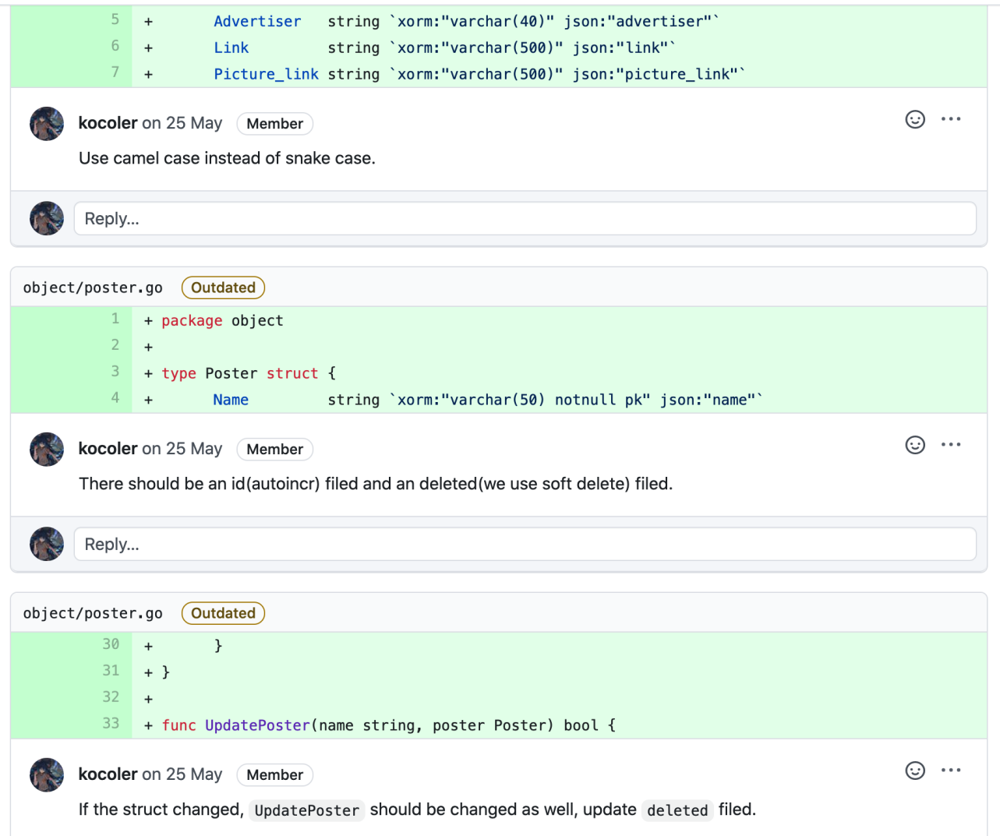 5 + Advertiser string `xorm:"varchar(40)" json:"advertiser"`
6 + Link string `xorm:"varchar(500)" json:"link"`
7 + Picture_link string `xorm:"varchar(500)" json:"picture_link"`
kocoler on 25 May Member
Use camel case instead of snake case.
Reply...
object/poster.go Outdated
1 + package object
2 +
3 + type Poster struct {
4 + Name string `xorm:"varchar(50) notnull pk" json:"name"`
kocoler on 25 May Member
There should be an id(autoincr) filed and an deleted(we use soft delete) filed.
Reply...
object/poster.go Outdated
30 + }
31 + }
32 +
33 + func UpdatePoster(name string, poster Poster) bool {
kocoler on 25 May Member
If the struct changed, UpdatePoster should be changed as well, update deleted filed.